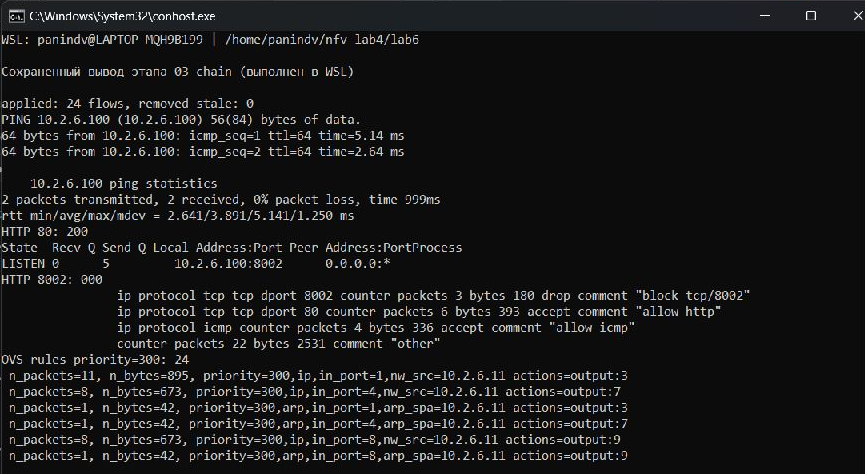 C:\Windows\System32\conhost.exe
WSL: panindv@LAPTOP MQH9B199 | /home/panindv/nfv lab4/lab6
Сохраненный вывод этапа 03 chain (выполнен в WSL)
applied: 24 flows, removed stale: 0
PING 10.2.6.100 (10.2.6.100) 56(84) bytes of data.
64 bytes from 10.2.6.100: icmp_seq=1 ttl=64 time=5.14 ms
64 bytes from 10.2.6.100: icmp_seq=2 ttl=64 time=2.64 ms
10.2.6.100 ping statistics
2 packets transmitted, 2 received, 0% packet loss, time 999ms
rtt min/avg/max/mdev = 2.641/3.891/5.141/1.250 ms
HTTP 80: 200
State Recv Q Send Q Local Address:Port Peer Address:PortProcess
LISTEN 0 5 10.2.6.100:8002 0.0.0.0:*
HTTP 8002: 000
ip protocol tcp tcp dport 8002 counter packets 3 bytes 180 drop comment "block tcp/8002"
ip protocol tcp tcp dport 80 counter packets 6 bytes 393 accept comment "allow http"
ip protocol icmp counter packets 4 bytes 336 accept comment "allow icmp"
counter packets 22 bytes 2531 comment "other"
OVS rules priority=300: 24
n_packets=11, n_bytes=895, priority=300,ip,in_port=1,nw_src=10.2.6.11 actions=output:3
n_packets=8, n_bytes=673, priority=300,ip,in_port=4,nw_src=10.2.6.11 actions=output:7
n_packets=1, n_bytes=42, priority=300,arp,in_port=1,arp_spa=10.2.6.11 actions=output:3
n_packets=1, n_bytes=42, priority=300,arp,in_port=4,arp_spa=10.2.6.11 actions=output:7
n_packets=8, n_bytes=673, priority=300,ip,in_port=8,nw_src=10.2.6.11 actions=output:9
n_packets=1, n_bytes=42, priority=300,arp,in_port=8,arp_spa=10.2.6.11 actions=output:9